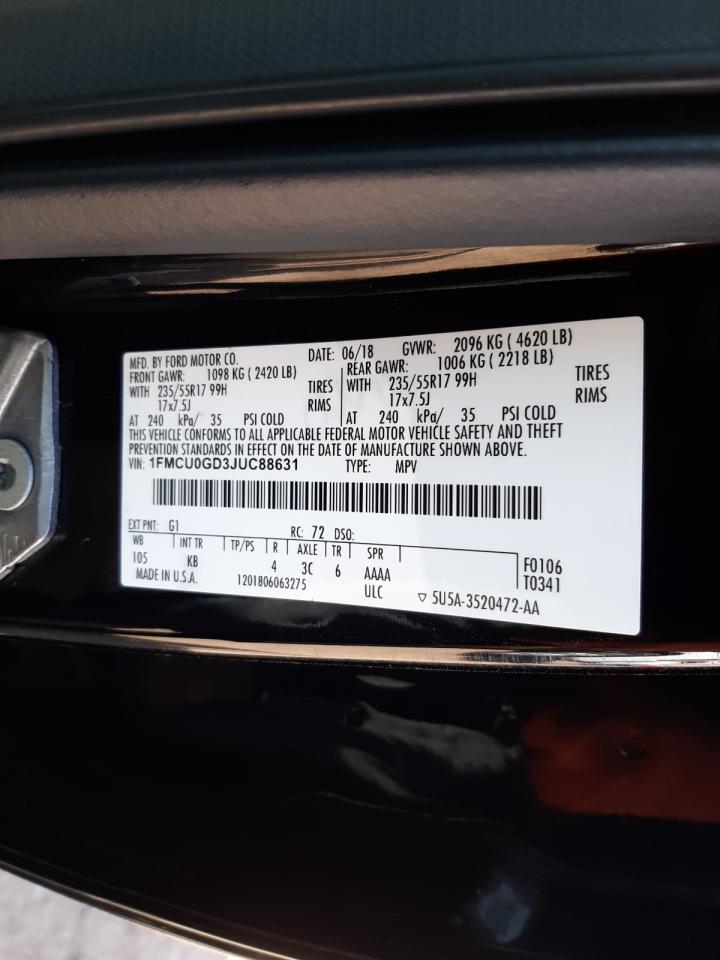 MFD. BY FORD MOTOR CO. DATE: 06/18 GVWR: 2096 KG ( 4620 LB)
FRONT GAWR: 1098 KG ( 2420 LB) REAR GAWR: 1006 KG ( 2218 LB)
WITH 235/55R17 99H TIRES WITH 235/55R17 99H TIRES
17x7.5J RIMS 17x7.5J RIMS
AT 240 kPa/ 35 PSI COLD AT 240 kPa/ 35 PSI COLD
THIS VEHICLE CONFORMS TO ALL APPLICABLE FEDERAL MOTOR VEHICLE SAFETY AND THEFT
PREVENTION STANDARDS IN EFFECT ON THE DATE OF MANUFACTURE SHOWN ABOVE.
VIN: 1FMCU0GD3JUC88631 TYPE: MPV
EXT PNT: G1 RC: 72 DSO:
WB INT TR TP/PS R AXLE TR SPR
105 KB 4 3C 6 AAAA F0106
MADE IN U.S.A. 1201806063275 ULC T0341
▽ 5U5A-3520472-AA